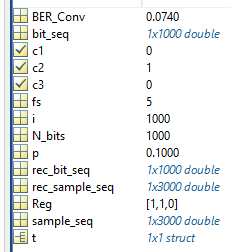 BER_Conv 0.0740
bit_seq 1x1000 double
c1 0
c2 1
c3 0
fs 5
i 1000
N_bits 1000
p 0.1000
rec_bit_seq 1x1000 double
rec_sample_seq 1x3000 double
Reg [1,1,0]
sample_seq 1x3000 double
t 1x1 struct